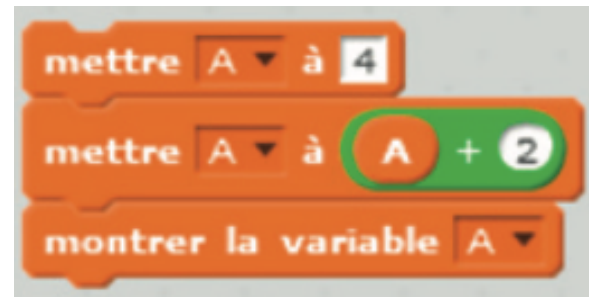 mettre A ▼ à 4
mettre A ▼ à A + 2
montrer la variable A ▼